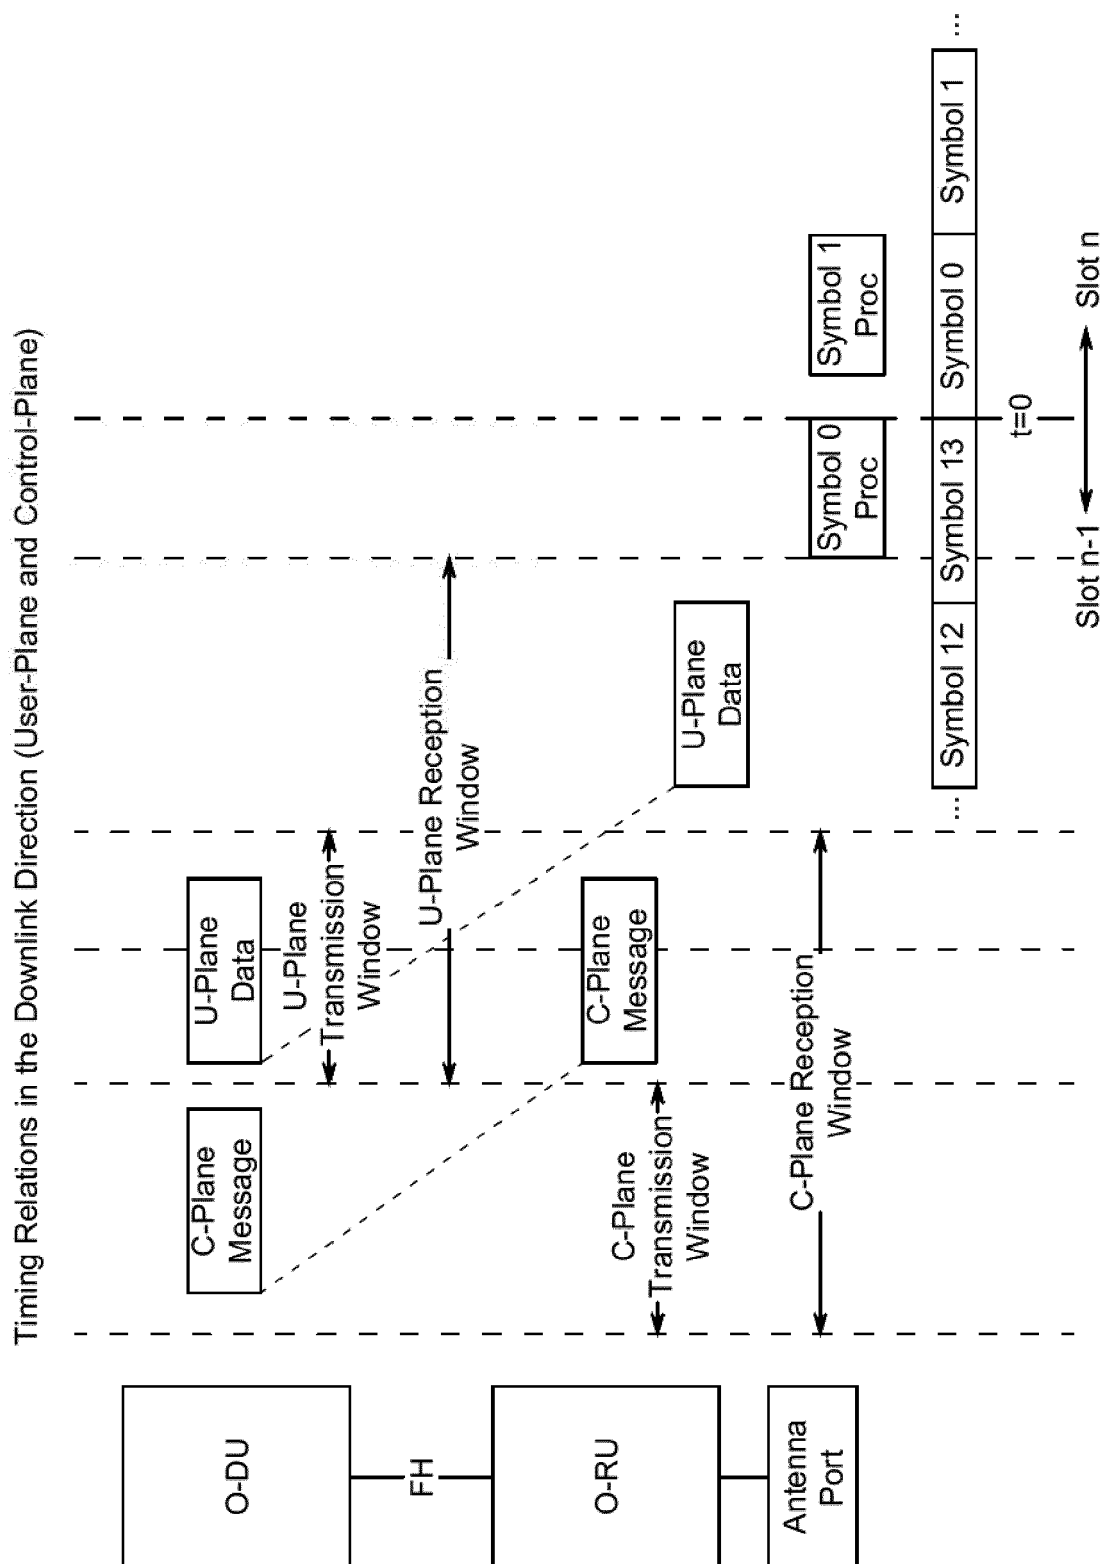 Timing Relations in the Downlink Direction (User-Plane and Control-Plane)
O-DU
C-Plane
Message
U-Plane
Data
U-Plane
Transmission
Window
FH
U-Plane Reception
Window
O-RU
C-Plane
Message
C-Plane
Transmission
Window
U-Plane
Data
Antenna
Port
C-Plane Reception
Window
Symbol 0
Proc
Symbol 1
Proc
...
Symbol 12
Symbol 13
Symbol 0
Symbol 1
...
t=0
Slot n-1
Slot n